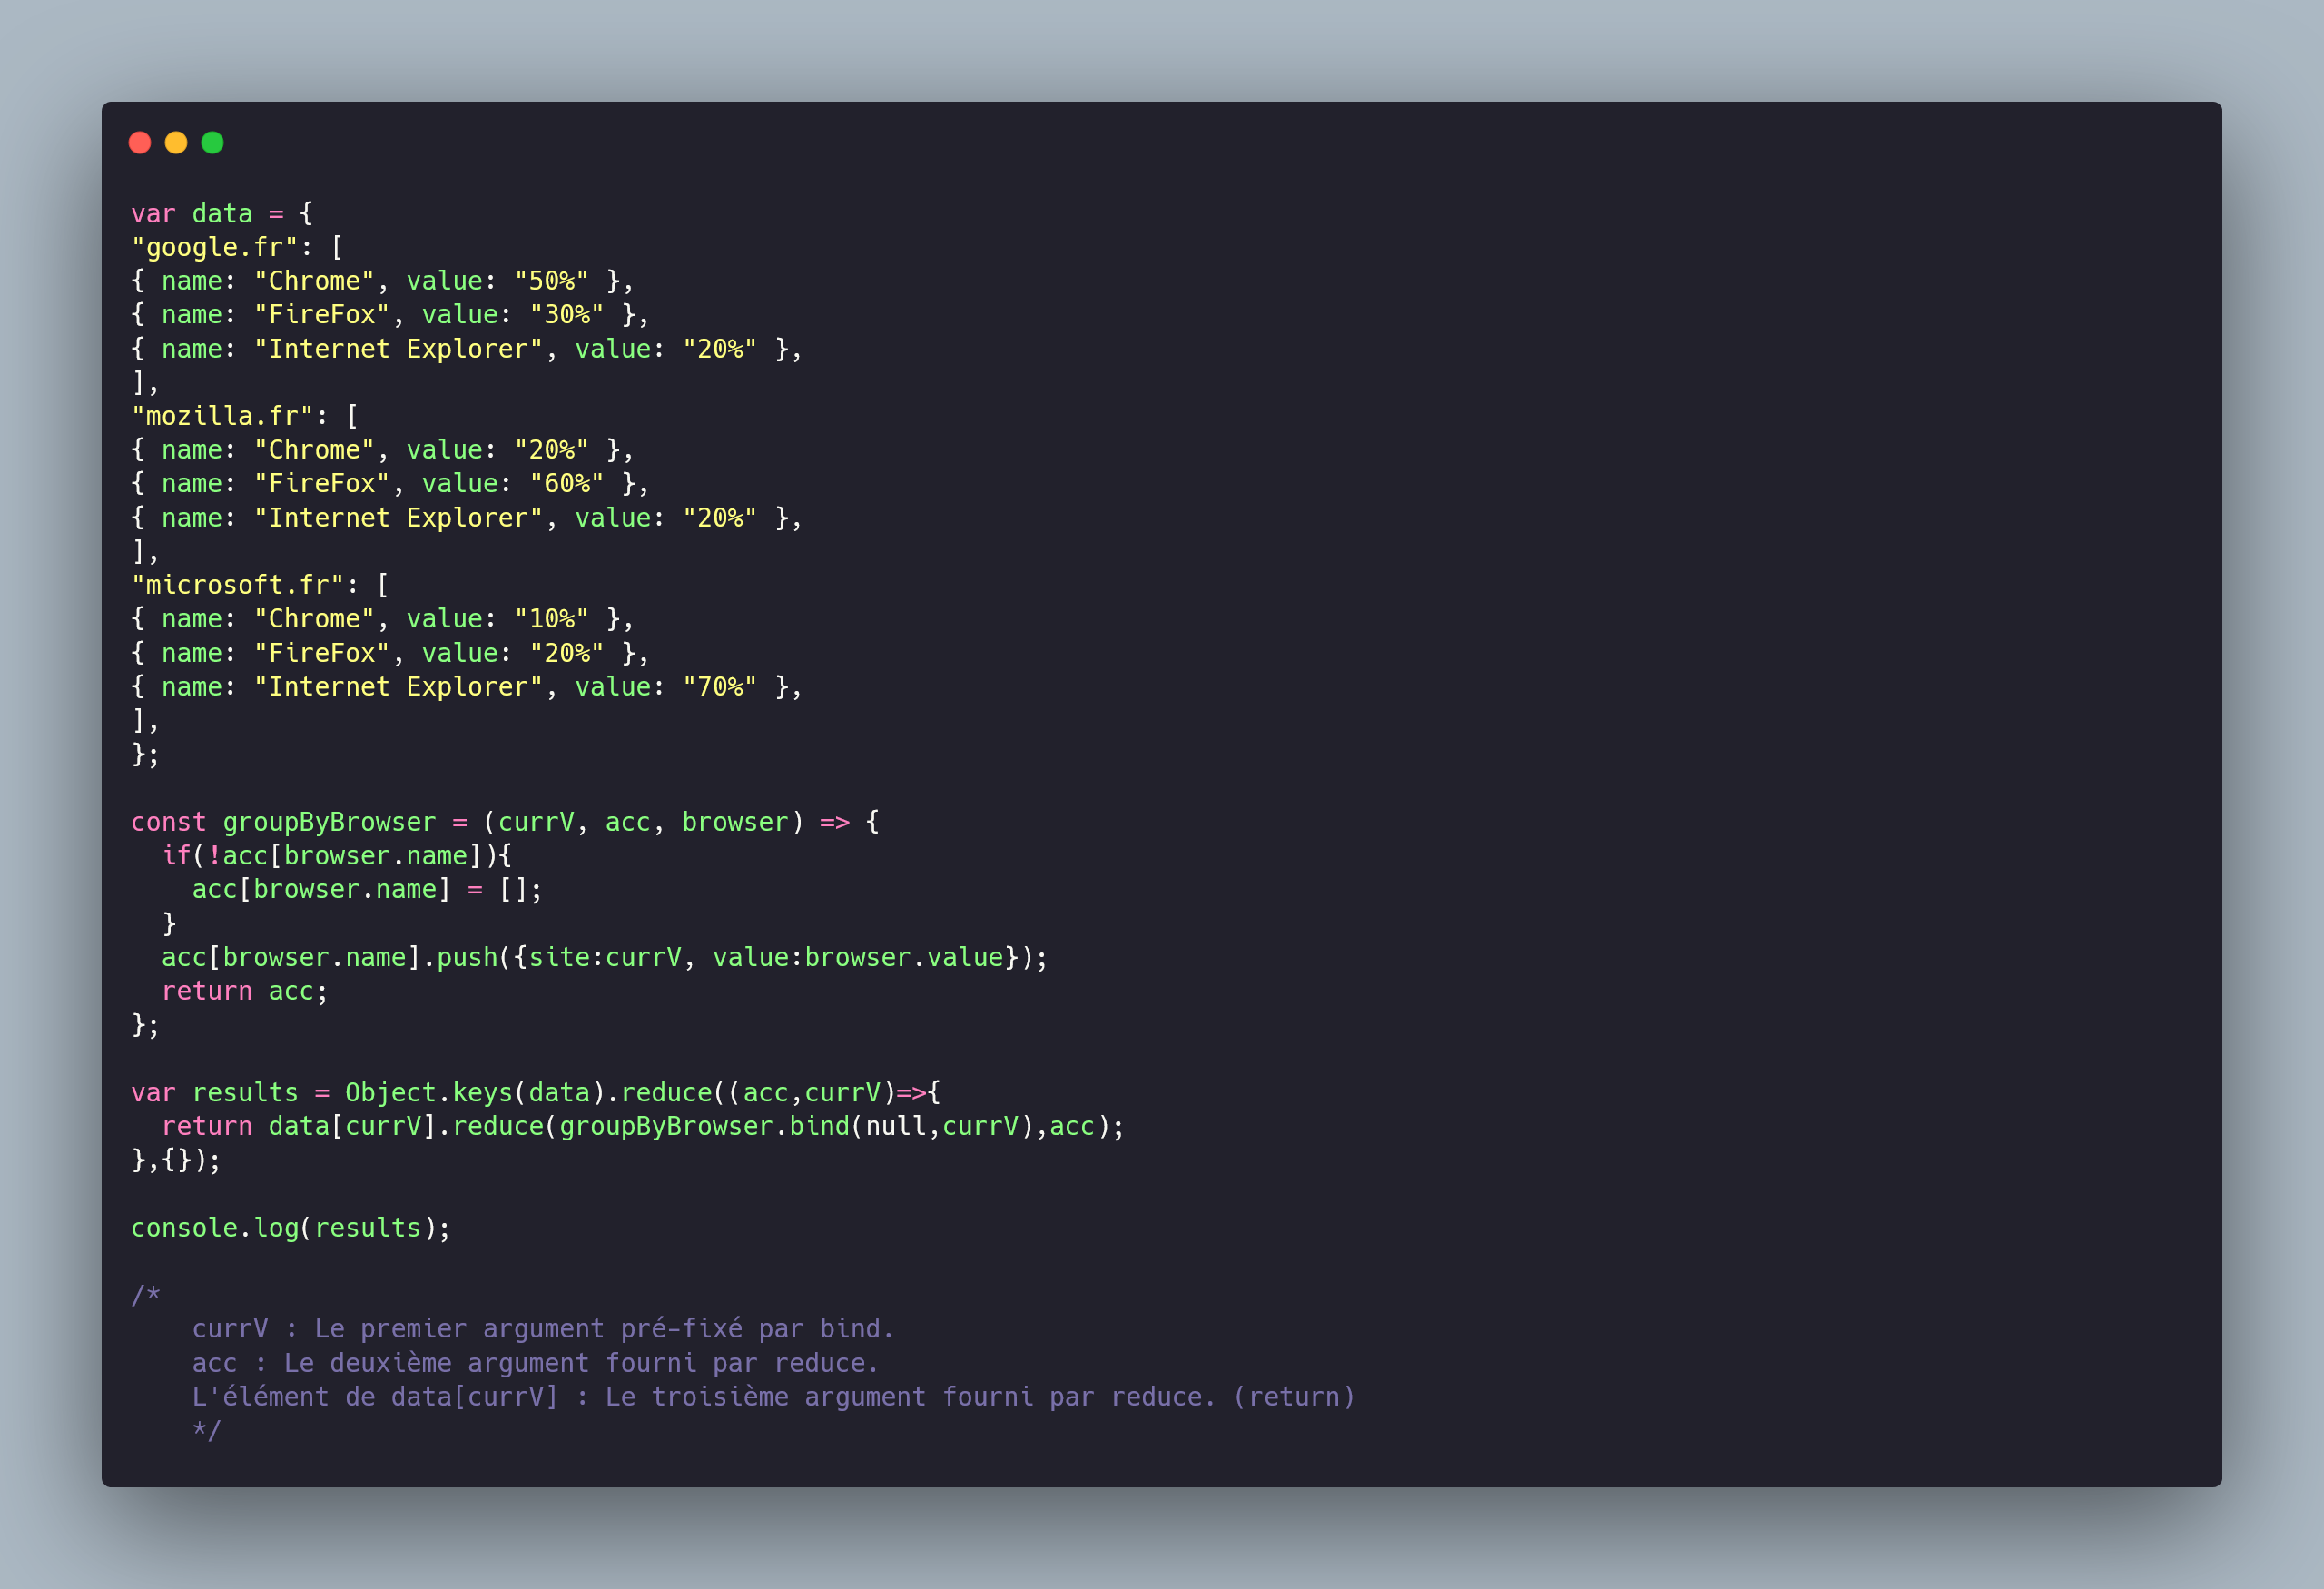 var data = {
"google.fr": [
{ name: "Chrome", value: "50%" },
{ name: "FireFox", value: "30%" },
{ name: "Internet Explorer", value: "20%" },
],
"mozilla.fr": [
{ name: "Chrome", value: "20%" },
{ name: "FireFox", value: "60%" },
{ name: "Internet Explorer", value: "20%" },
],
"microsoft.fr": [
{ name: "Chrome", value: "10%" },
{ name: "FireFox", value: "20%" },
{ name: "Internet Explorer", value: "70%" },
],
};

const groupByBrowser = (currV, acc, browser) => {
  if(!acc[browser.name]){
    acc[browser.name] = [];
  }
  acc[browser.name].push({site:currV, value:browser.value});
  return acc;
};

var results = Object.keys(data).reduce((acc,currV)=>{
  return data[currV].reduce(groupByBrowser.bind(null,currV),acc);
},{});

console.log(results);

/*
    currV : Le premier argument pré-fixé par bind.
    acc : Le deuxième argument fourni par reduce.
    L'élément de data[currV] : Le troisième argument fourni par reduce. (return)
    */